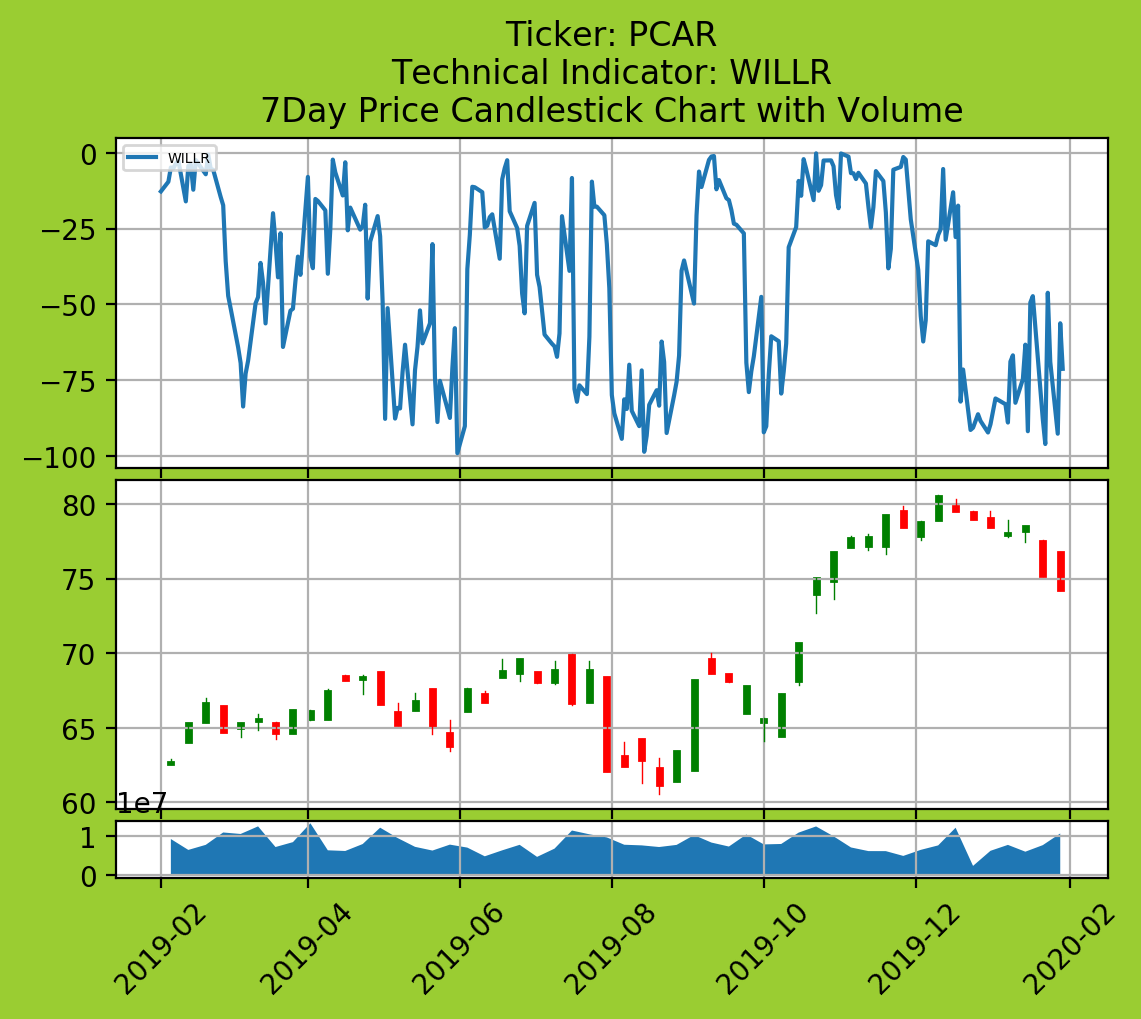 Ticker: PCAR
Technical Indicator: WILLR
7Day Price Candlestick Chart with Volume
WILLR
0
−25
−50
−75
−100
80
75
70
65
60
1e7
1
0
2019-02 2019-04 2019-06 2019-08 2019-10 2019-12 2020-02